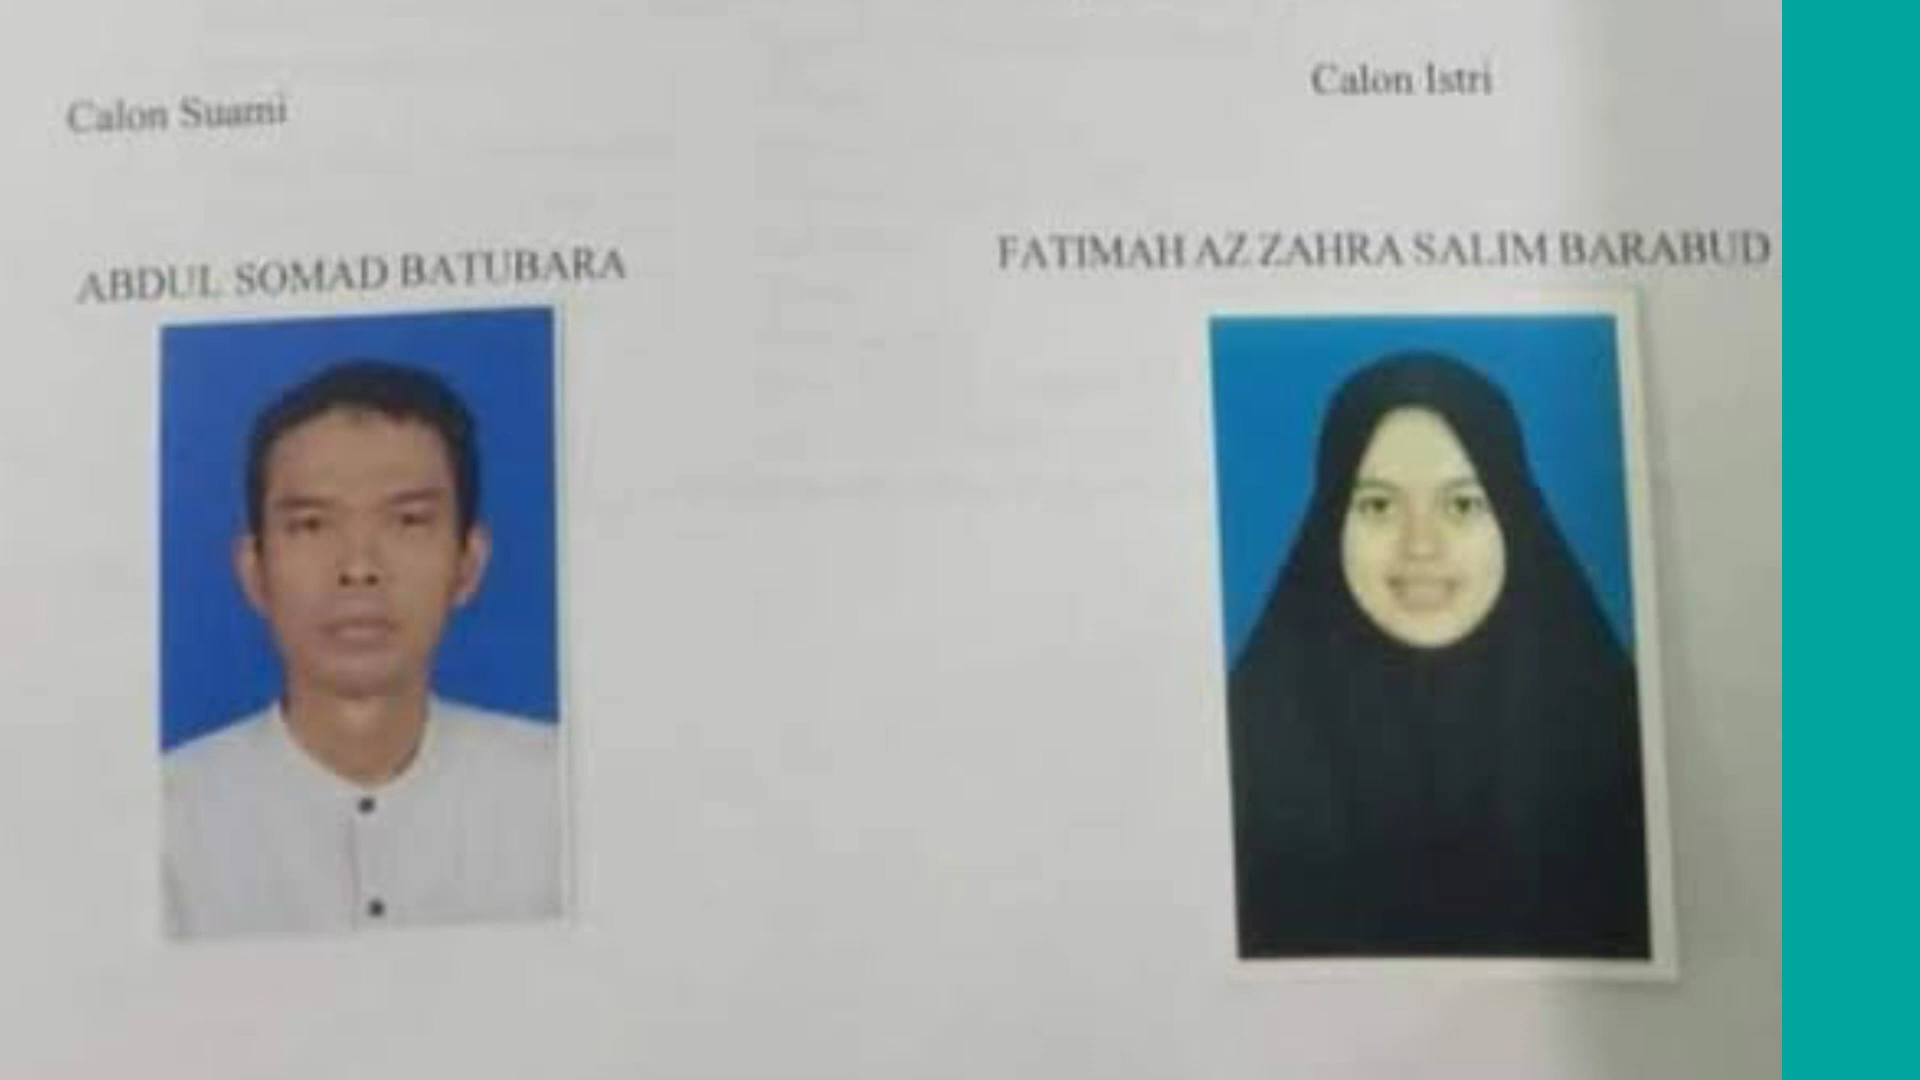 Calon Suami
ABDUL SOMAD BATUBARA
Calon Istri
FATIMAH AZ ZAHRA SALIM BARABUD